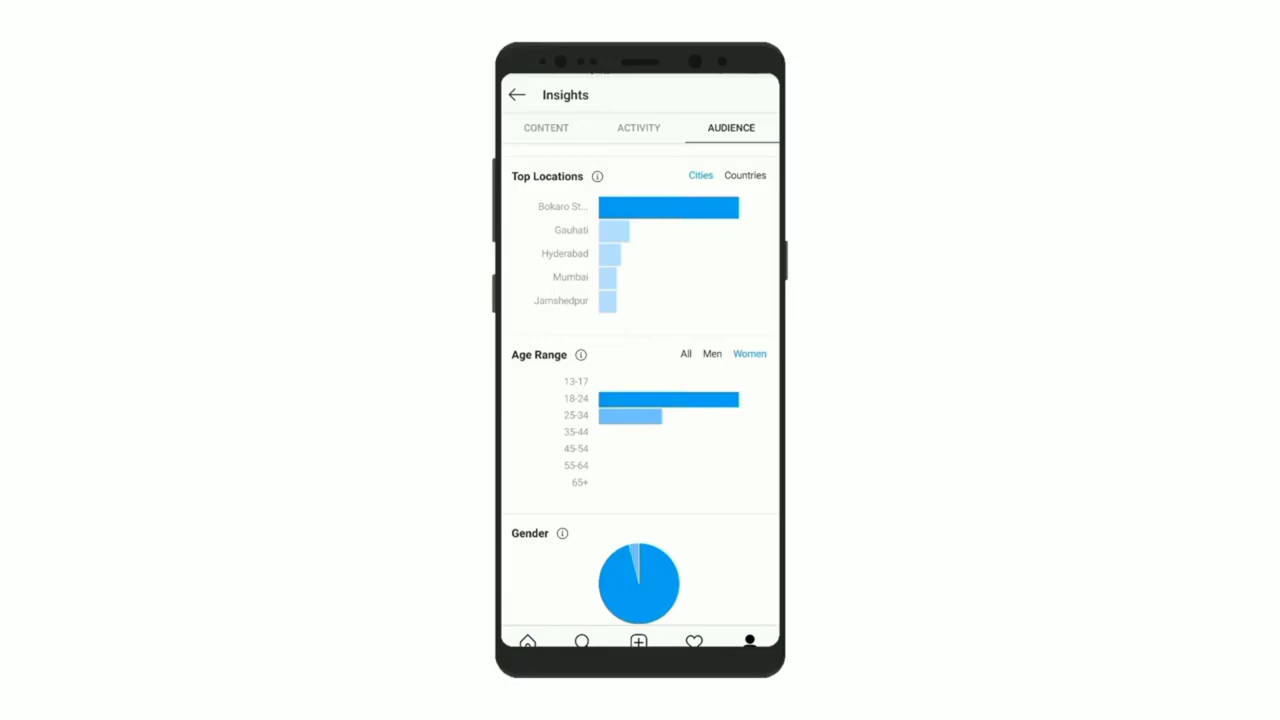 Insights
CONTENT ACTIVITY AUDIENCE
Top Locations Cities Countries
Bokaro St...
Gauhati
Hyderabad
Mumbai
Jamshedpur
Age Range All Men Women
13-17
18-24
25-34
35-44
45-54
55-64
65+
Gender